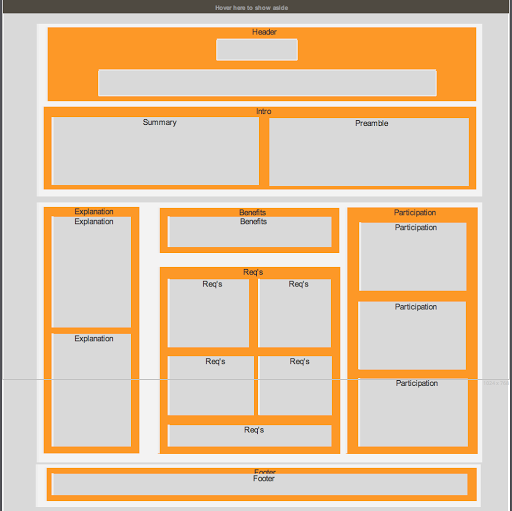 Hover here to show aside
Header
Intro
Summary
Preamble
Explanation
Explanation
Explanation
Benefits
Benefits
Req's
Req's
Req's
Req's
Req's
Req's
Participation
Participation
Participation
Participation
Footer
Footer